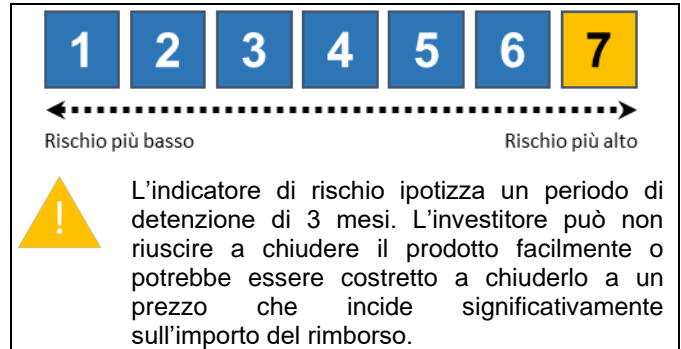 1 2 3 4 5 6 7
Rischio più basso Rischio più alto
!
L'indicatore di rischio ipotizza un periodo di
detenzione di 3 mesi. L'investitore può non
riuscire a chiudere il prodotto facilmente o
potrebbe essere costretto a chiuderlo a un
prezzo che incide significativamente
sull'importo del rimborso.